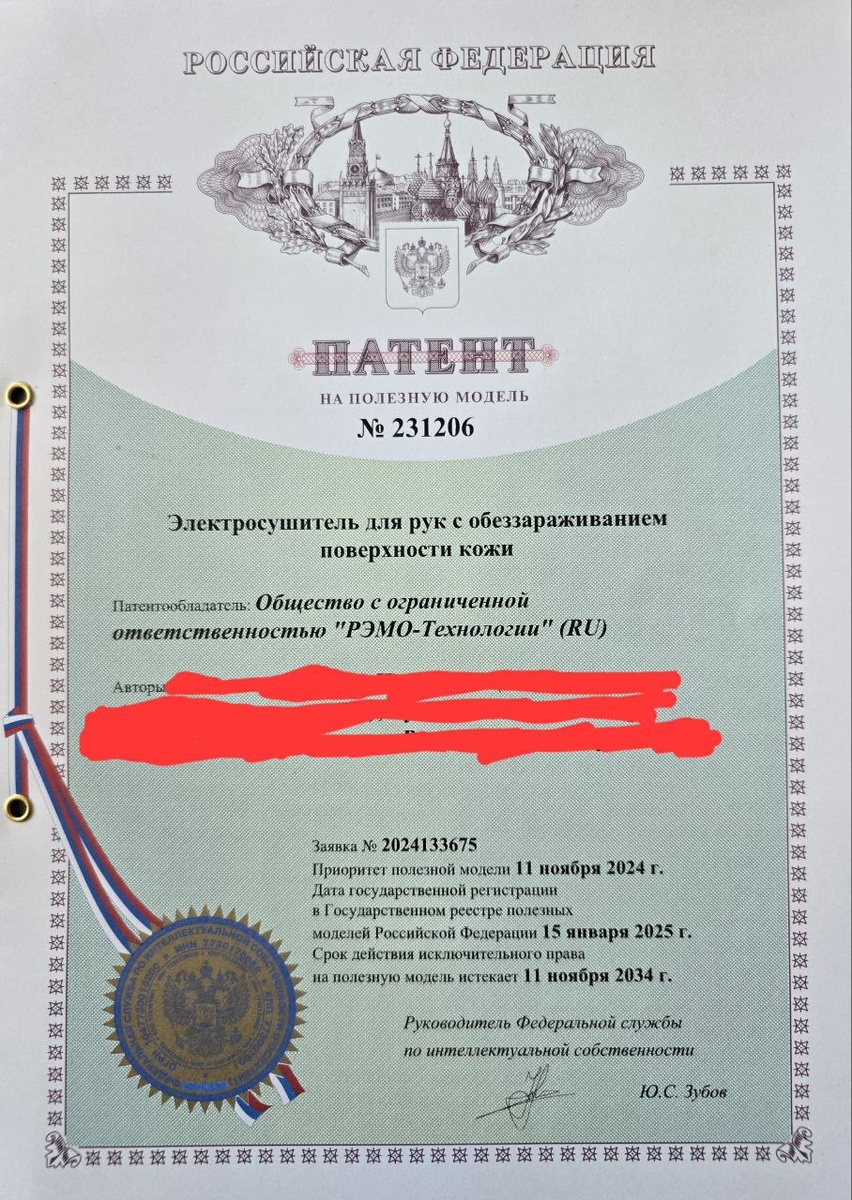 РОССИЙСКАЯ ФЕДЕРАЦИЯ
ПАТЕНТ
НА ПОЛЕЗНУЮ МОДЕЛЬ
№ 231206
Электросушитель для рук с обеззараживанием
поверхности кожи
Патентообладатель: Общество с ограниченной
ответственностью "РЭМО-Технологии" (RU)
Авторы
Заявка № 2024133675
Приоритет полезной модели 11 ноября 2024 г.
Дата государственной регистрации
в Государственном реестре полезных
моделей Российской Федерации 15 января 2025 г.
Срок действия исключительного права
на полезную модель истекает 11 ноября 2034 г.
Руководитель Федеральной службы
по интеллектуальной собственности
Ю.С. Зубов